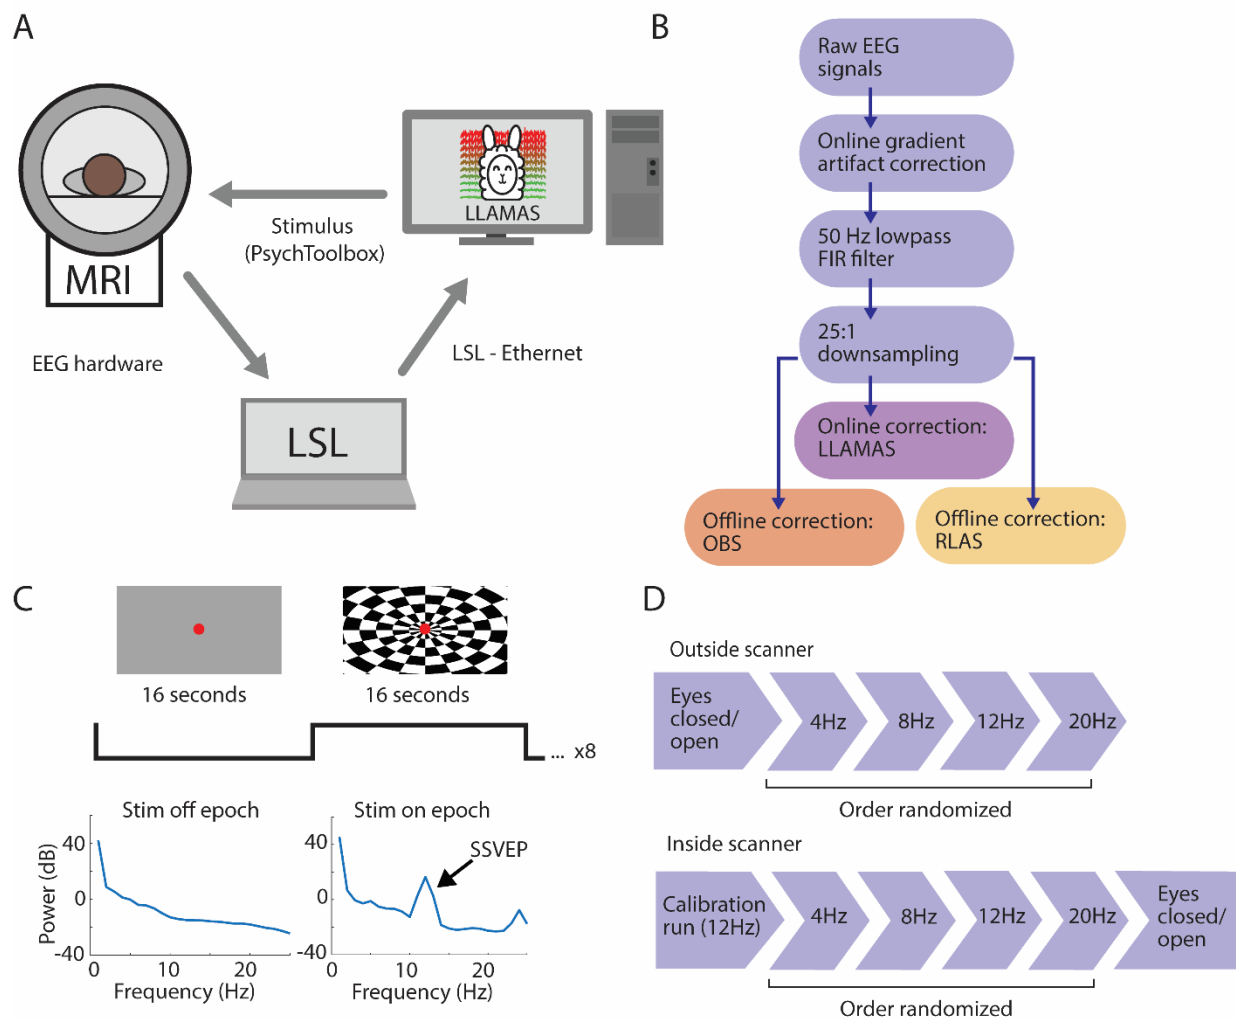 A
LLAMAS
Stimulus
(PsychToolbox)
MRI
EEG hardware
LSL - Ethernet
LSL
B
Raw EEG
signals
Online gradient
artifact correction
50 Hz lowpass
FIR filter
25:1
downsampling
Online correction:
LLAMAS
Offline correction:
OBS
Offline correction:
RLAS
C
16 seconds
16 seconds
... x8
Stim off epoch
Stim on epoch
SSVEP
Power (dB)
40
0
-40
0
10
20
Frequency (Hz)
40
0
-40
0
10
20
Frequency (Hz)
D
Outside scanner
Eyes
closed/
open
4Hz
8Hz
12Hz
20Hz
Order randomized
Inside scanner
Calibration
run (12Hz)
4Hz
8Hz
12Hz
20Hz
Eyes
closed/
open
Order randomized